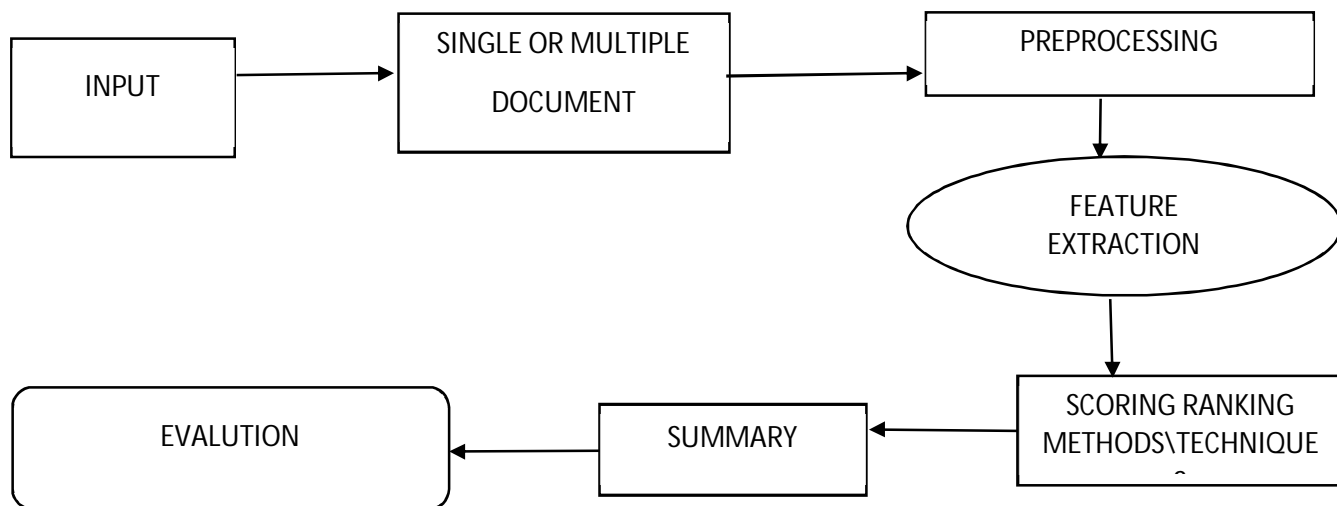 INPUT
SINGLE OR MULTIPLE
DOCUMENT
PREPROCESSING
FEATURE
EXTRACTION
SCORING RANKING
METHODS\TECHNIQUE
SUMMARY
EVALUTION